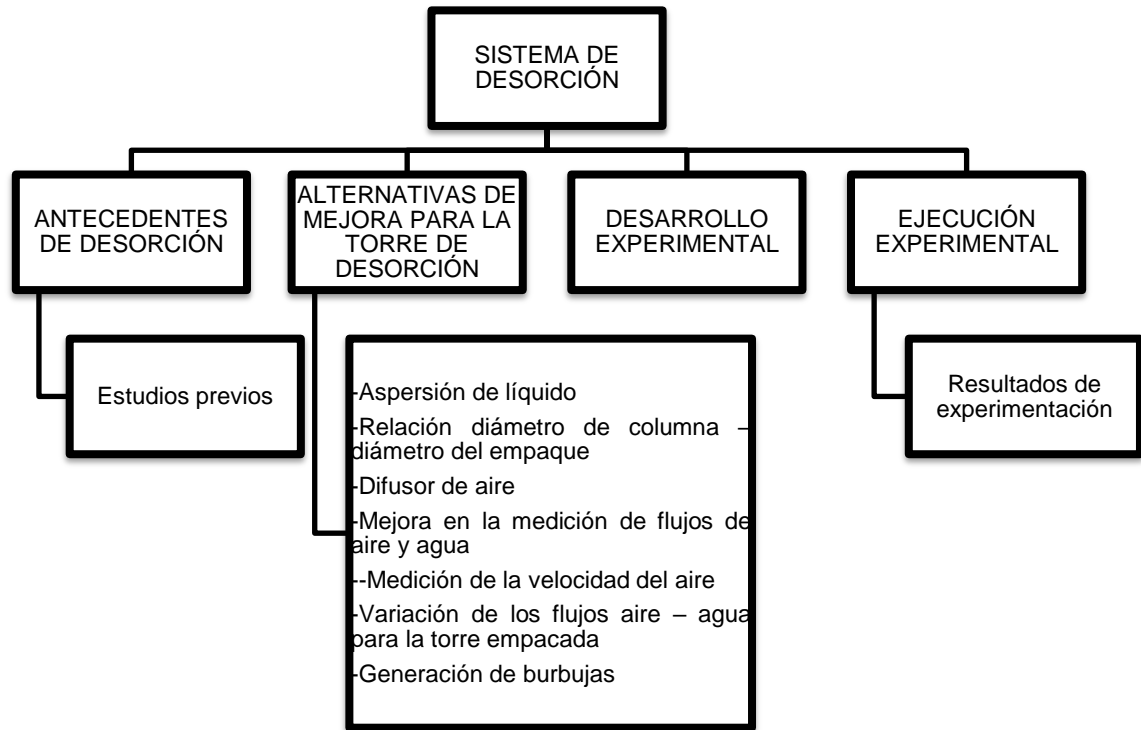 SISTEMA DE
DESORCIÓN
ANTECEDENTES
DE DESORCIÓN
ALTERNATIVAS DE
MEJORA PARA LA
TORRE DE
DESORCIÓN
DESARROLLO
EXPERIMENTAL
EJECUCIÓN
EXPERIMENTAL
Estudios previos
-Aspersión de líquido
-Relación diámetro de columna –
diámetro del empaque
-Difusor de aire
-Mejora en la medición de flujos de
aire y agua
--Medición de la velocidad del aire
-Variación de los flujos aire – agua
para la torre empacada
-Generación de burbujas
Resultados de
experimentación